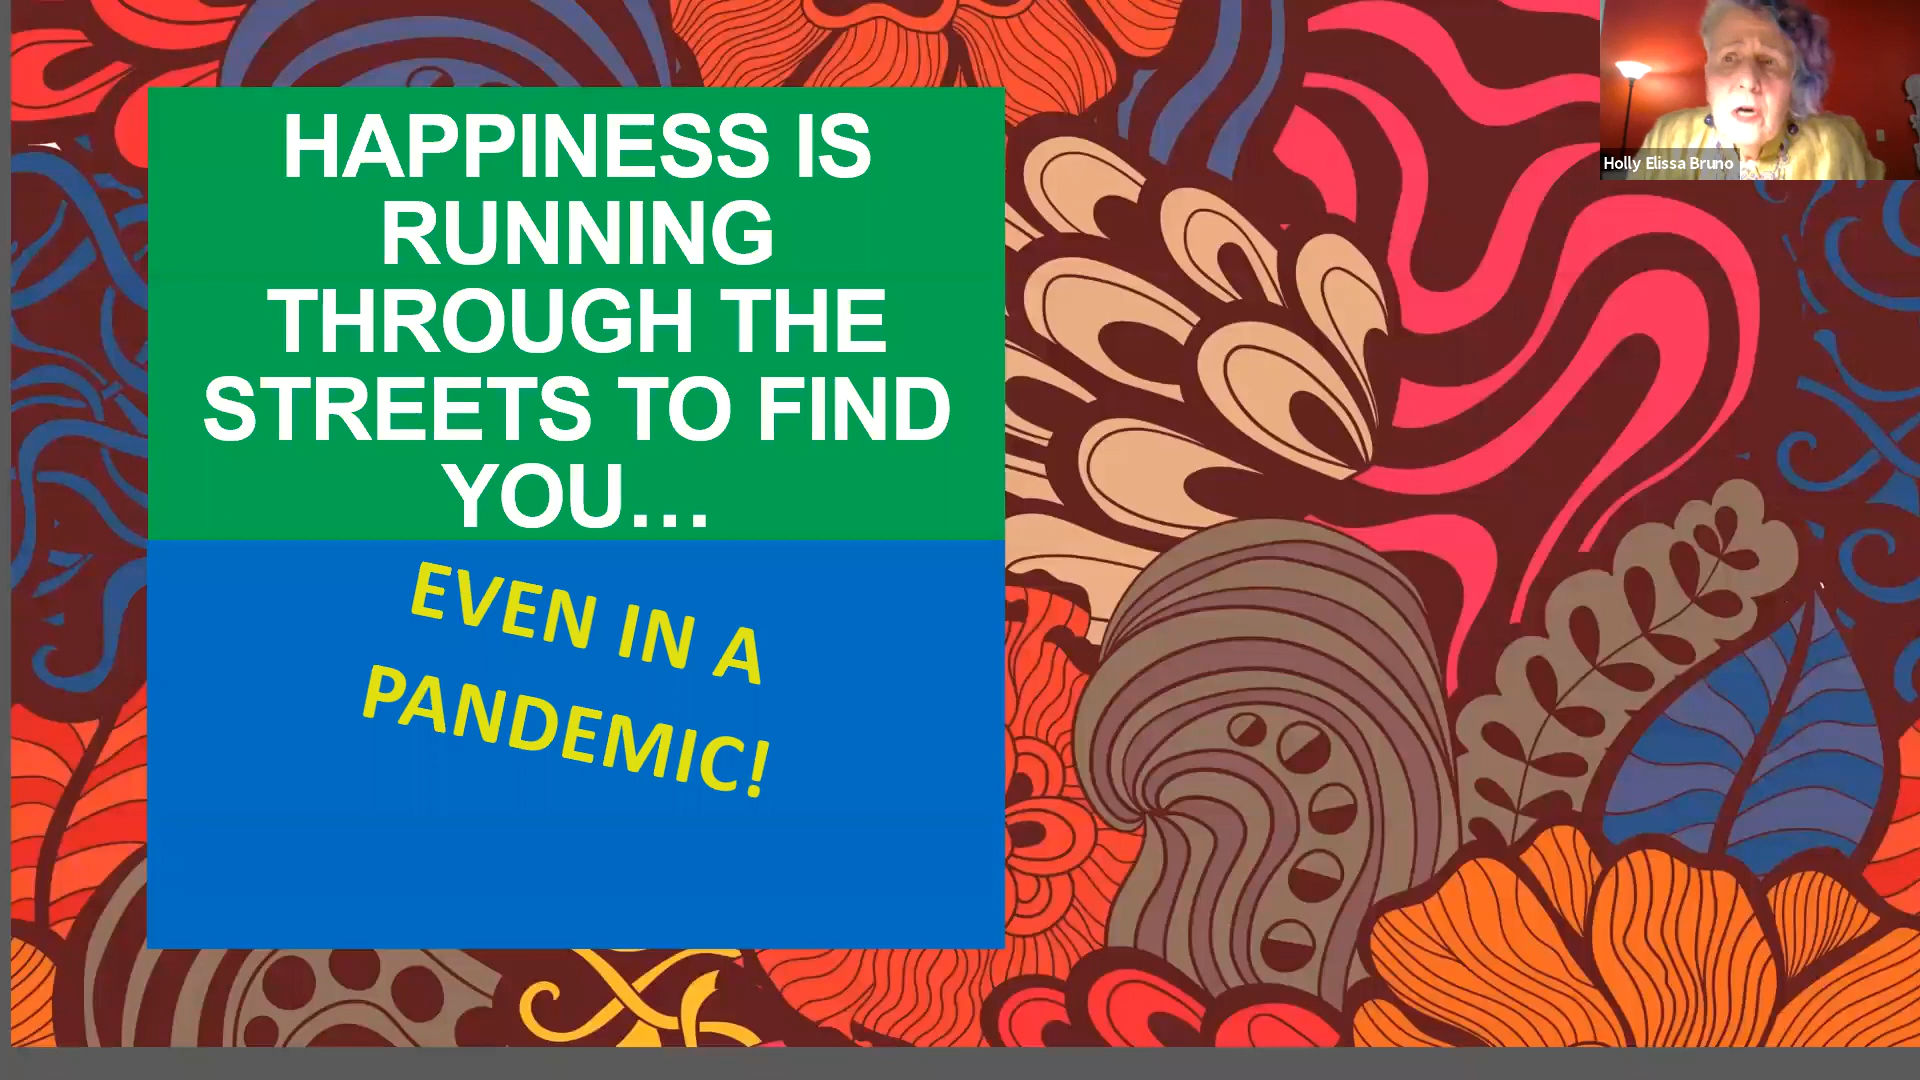 HAPPINESS IS
RUNNING
THROUGH THE
STREETS TO FIND
YOU...
EVEN IN A
PANDEMIC!
Holly Elissa Bruno